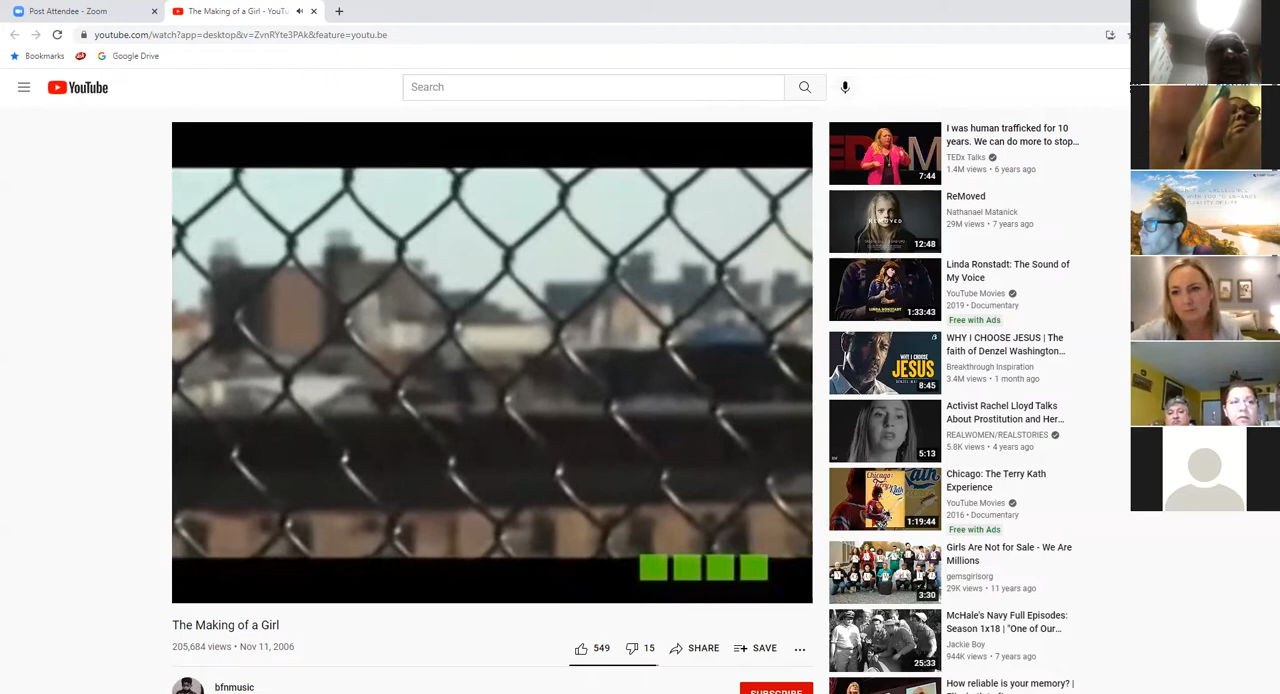 Post Attendee - Zoom
The Making of a Girl - YouTu
youtube.com/watch?app=desktop&v=ZvnRYte3PAk&feature=youtu.be
Bookmarks
Google Drive
YouTube
Search
I was human trafficked for 10
years. We can do more to stop...
TEDx Talks
1.4M views • 6 years ago
7:44
ReMoved
Nathanael Matanick
29M views • 7 years ago
REMOVED
12:48
Linda Ronstadt: The Sound of
My Voice
YouTube Movies
2019 • Documentary
Free with Ads
1:33:43
WHY I CHOOSE JESUS | The
faith of Denzel Washington...
Breakthrough Inspiration
3.4M views • 1 month ago
WHY I CHOOSE
JESUS
8:45
Activist Rachel Lloyd Talks
About Prostitution and Her...
REALWOMEN/REALSTORIES
5.8K views • 4 years ago
5:13
Chicago: The Terry Kath
Experience
YouTube Movies
2016 • Documentary
Free with Ads
1:19:44
Girls Are Not for Sale - We Are
Millions
gemsgirlsorg
29K views • 11 years ago
3:30
McHale's Navy Full Episodes:
Season 1x18 | "One of Our...
Jackie Boy
944K views • 7 years ago
25:33
How reliable is your memory? |
The Making of a Girl
205,684 views • Nov 11, 2006
549
15
SHARE
SAVE
bfnmusic
SUBSCRIBE